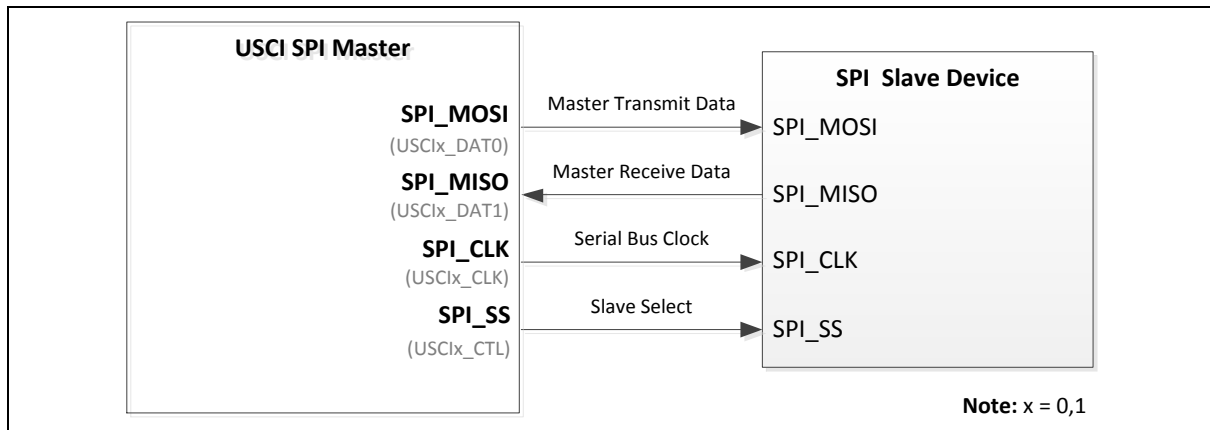 USCI SPI Master
SPI_MOSI
(USCIx_DAT0)
SPI_MISO
(USCIx_DAT1)
SPI_CLK
(USCIx_CLK)
SPI_SS
(USCIx_CTL)
Master Transmit Data
Master Receive Data
Serial Bus Clock
Slave Select
SPI Slave Device
SPI_MOSI
SPI_MISO
SPI_CLK
SPI_SS
Note: x = 0,1